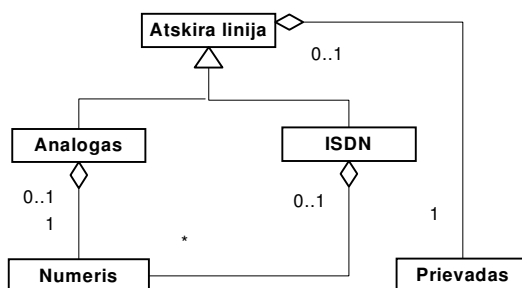 Atskira linija
0..1
Analogas
ISDN
0..1
0..1
1
1
*
Numeris
Prievadas